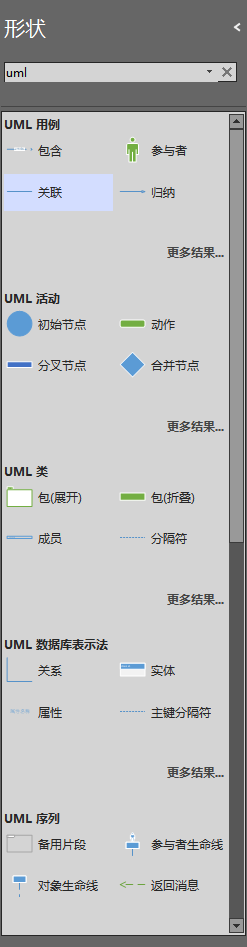 形状
uml
UML 用例
包含 参与者
关联 归纳
更多结果...
UML 活动
初始节点 动作
分叉节点 合并节点
更多结果...
UML 类
包(展开) 包(折叠)
成员 分隔符
更多结果...
UML 数据库表示法
关系 实体
属性 主键分隔符
更多结果...
UML 序列
备用片段 参与者生命线
对象生命线 返回消息